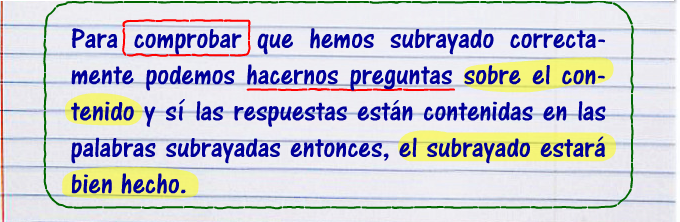 Para comprobar que hemos subrayado correcta-
mente podemos hacernos preguntas sobre el con-
tenido y sí las respuestas están contenidas en las
palabras subrayadas entonces, el subrayado estará
bien hecho.